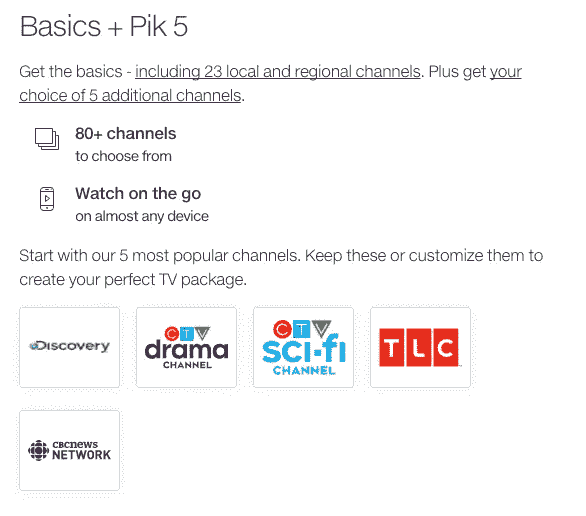 Basics + Pik 5
Get the basics - including 23 local and regional channels. Plus get your
choice of 5 additional channels.
80+ channels
to choose from
Watch on the go
on almost any device
Start with our 5 most popular channels. Keep these or customize them to
create your perfect TV package.
Discovery
CTV
drama
CHANNEL
CTV
SCI-fi
CHANNEL
TLC
CBCNEWS
NETWORK